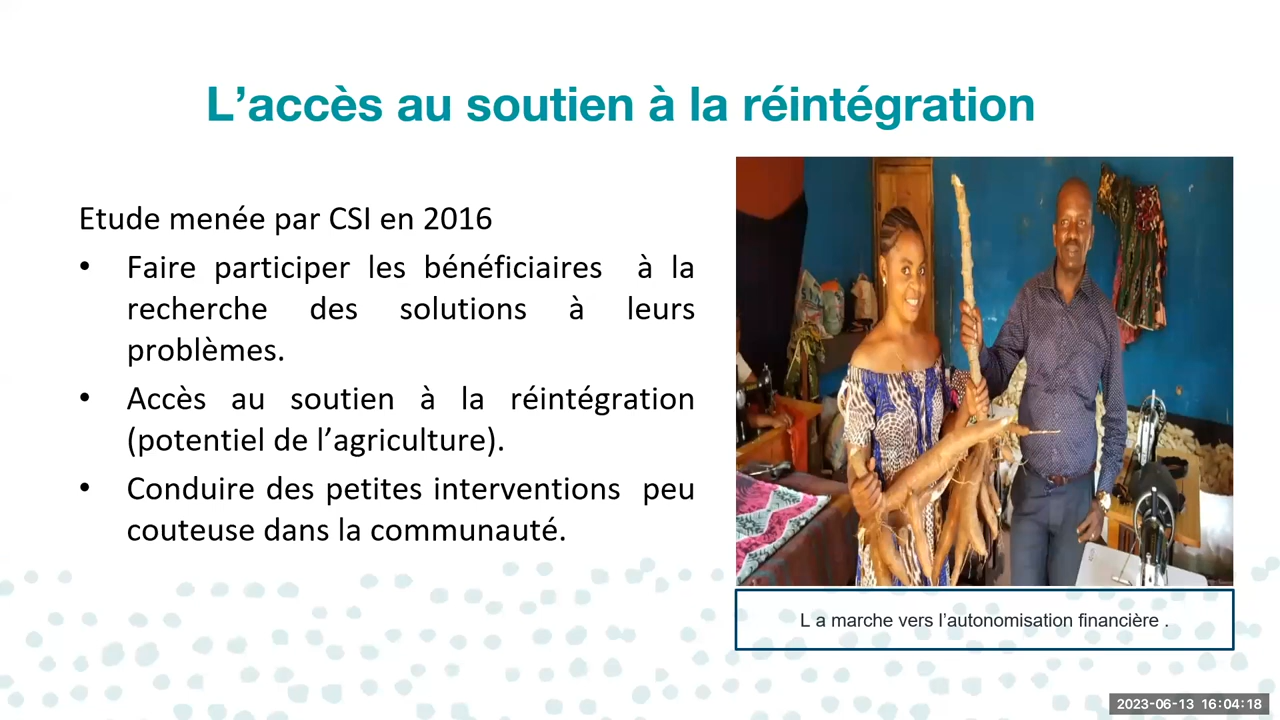 L’accès au soutien à la réintégration
Etude menée par CSI en 2016
• Faire participer les bénéficiaires à la
recherche des solutions à leurs
problèmes.
• Accès au soutien à la réintégration
(potentiel de l’agriculture).
• Conduire des petites interventions peu
couteuse dans la communauté.
L a marche vers l’autonomisation financière .
2023-06-13 16:04:18